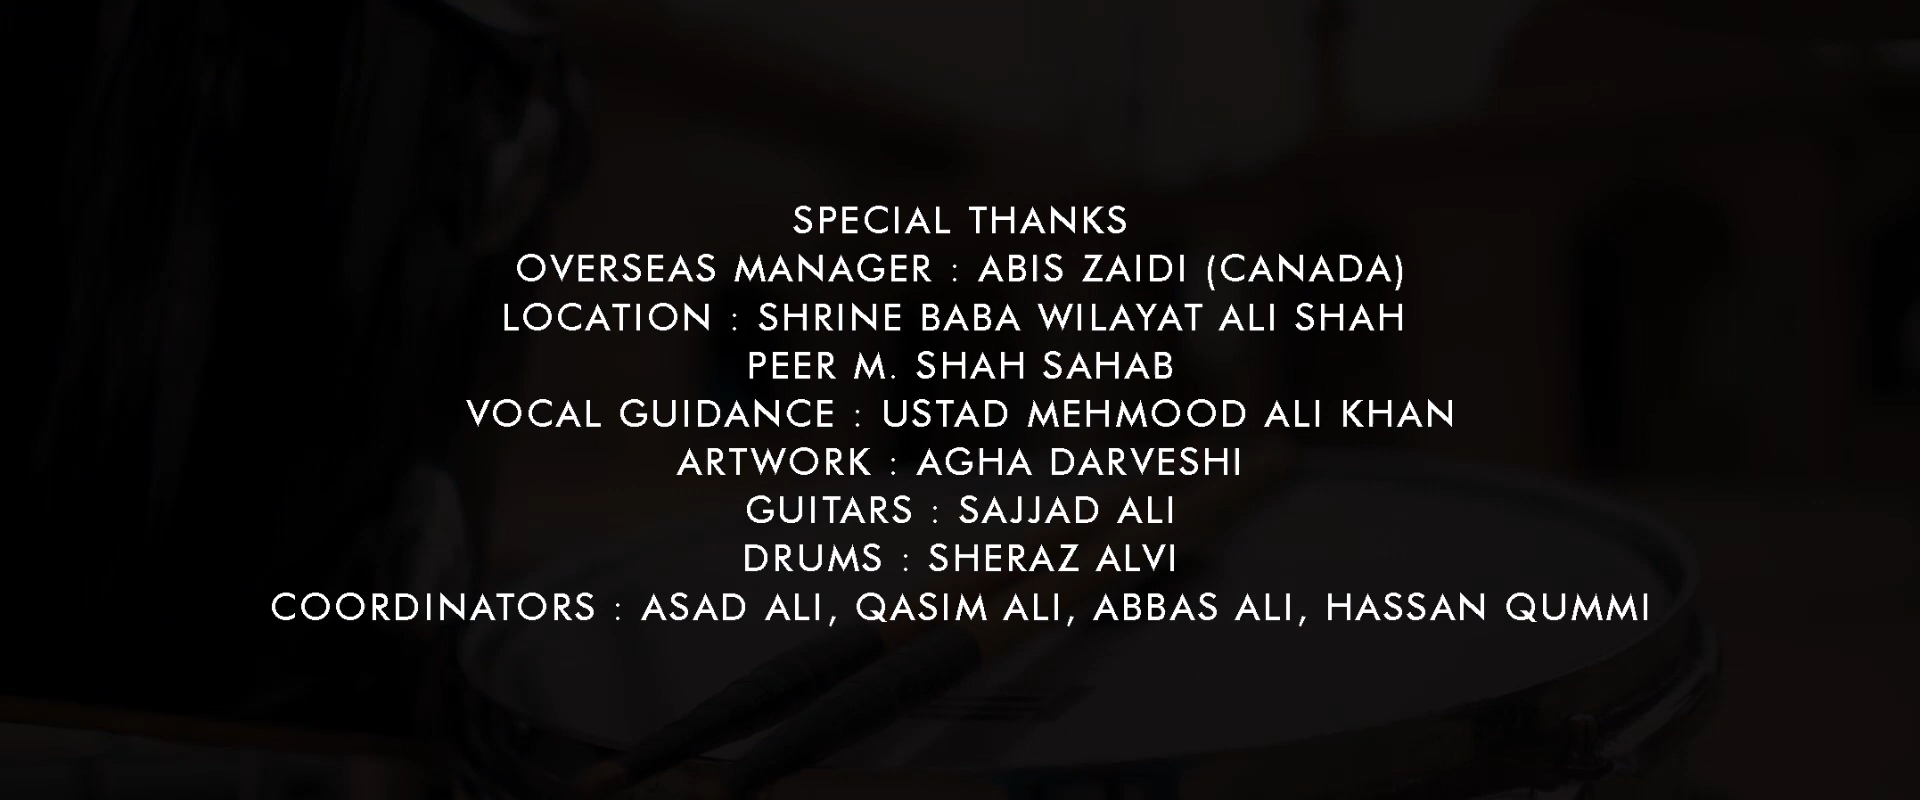 SPECIAL THANKS
OVERSEAS MANAGER : ABIS ZAIDI (CANADA)
LOCATION : SHRINE BABA WILAYAT ALI SHAH
PEER M. SHAH SAHAB
VOCAL GUIDANCE : USTAD MEHMOOD ALI KHAN
ARTWORK : AGHA DARVESHI
GUITARS : SAJJAD ALI
DRUMS : SHERAZ ALVI
COORDINATORS : ASAD ALI, QASIM ALI, ABBAS ALI, HASSAN QUMMI